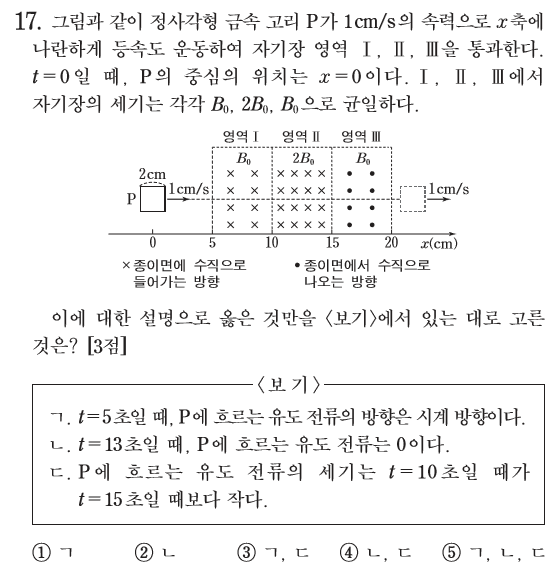 17. 그림과 같이 정사각형 금속 고리 P가 1cm/s의 속력으로 x축에
나란하게 등속도 운동하여 자기장 영역 Ⅰ, Ⅱ, Ⅲ을 통과한다.
t=0일 때, P의 중심의 위치는 x=0이다. Ⅰ, Ⅱ, Ⅲ에서
자기장의 세기는 각각 B₀, 2B₀, B₀으로 균일하다.
영역 Ⅰ 영역 Ⅱ 영역 Ⅲ
B₀ 2B₀ B₀
2cm
P 1cm/s 1cm/s
0 5 10 15 20 x(cm)
×종이면에 수직으로 들어가는 방향
•종이면에서 수직으로 나오는 방향
이에 대한 설명으로 옳은 것만을 〈보기〉에서 있는 대로 고른
것은? [3점]
〈보 기〉
ㄱ. t=5초일 때, P에 흐르는 유도 전류의 방향은 시계 방향이다.
ㄴ. t=13초일 때, P에 흐르는 유도 전류는 0이다.
ㄷ. P에 흐르는 유도 전류의 세기는 t=10초일 때가
t=15초일 때보다 작다.
① ㄱ ② ㄴ ③ ㄱ, ㄷ ④ ㄴ, ㄷ ⑤ ㄱ, ㄴ, ㄷ